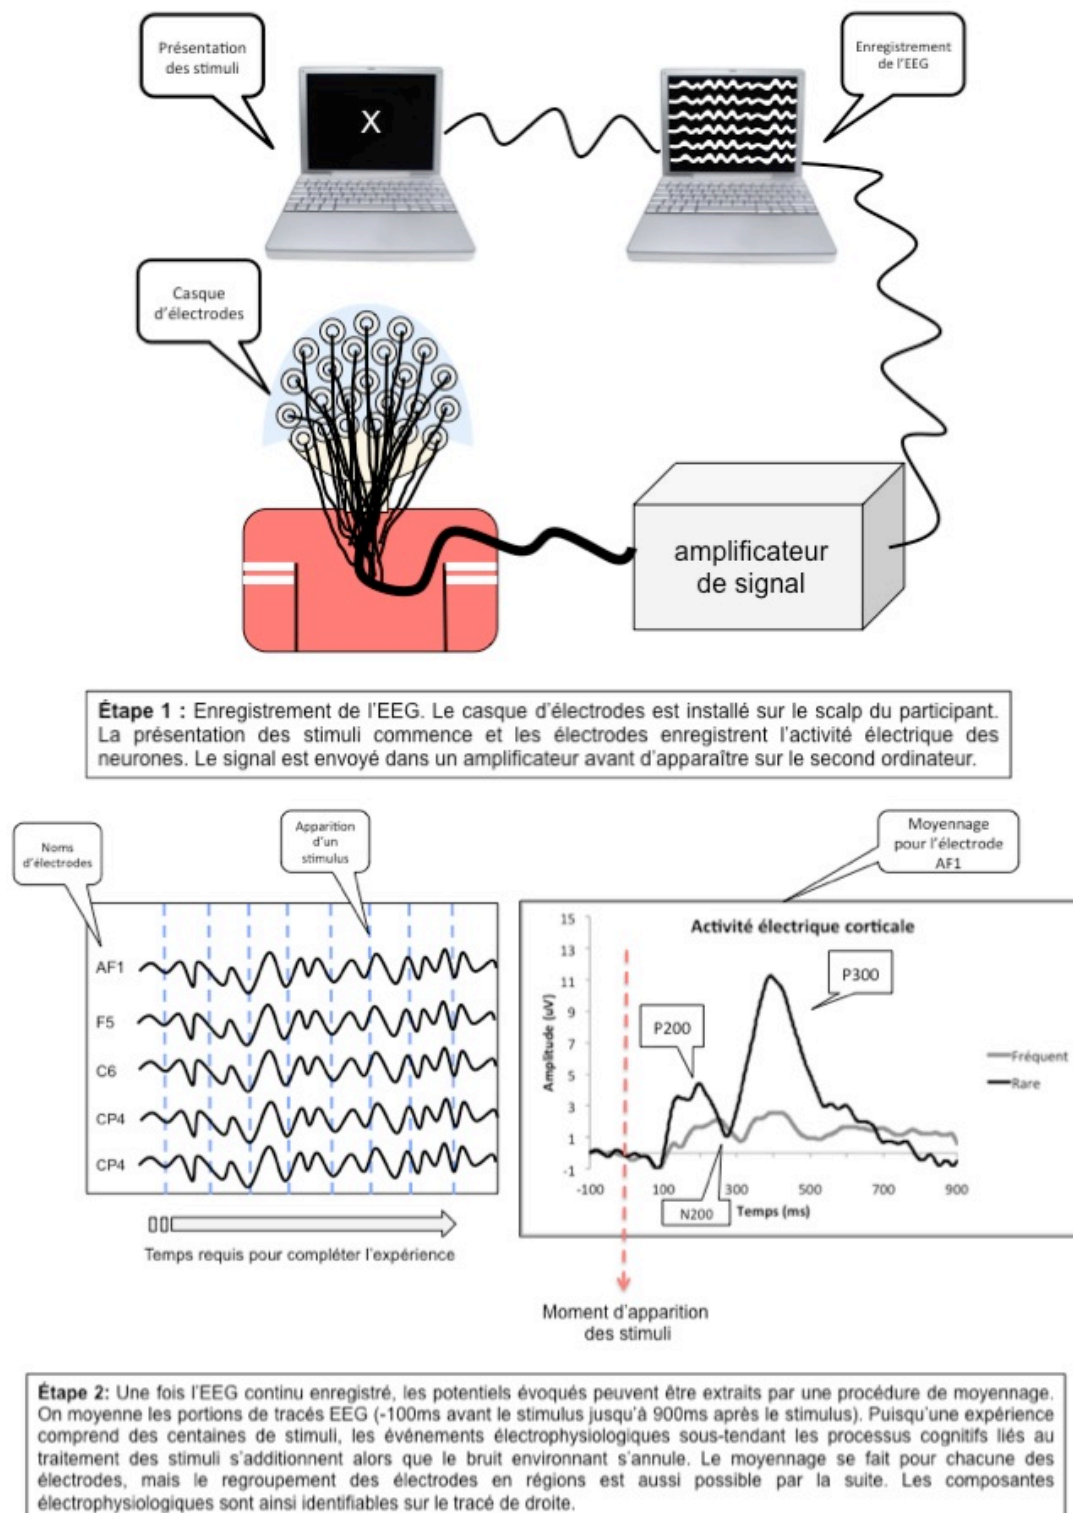 Présentation
des stimuli
Enregistrement
de l'EEG
X
Casque
d'électrodes
amplificateur
de signal
Étape 1 : Enregistrement de l'EEG. Le casque d'électrodes est installé sur le scalp du participant.
La présentation des stimuli commence et les électrodes enregistrent l'activité électrique des
neurones. Le signal est envoyé dans un amplificateur avant d'apparaître sur le second ordinateur.
Noms
d'électrodes
Apparition
d'un
stimulus
Moyennage
pour l'électrode
AF1
AF1
F5
C6
CP4
CP4
Temps requis pour compléter l'expérience
Activité électrique corticale
Amplitude (uV)
15
13
11
9
7
5
3
1
-1
P200
P300
N200
Fréquent
Rare
-100 100 300 500 700 900
Temps (ms)
Moment d'apparition
des stimuli
Étape 2: Une fois l'EEG continu enregistré, les potentiels évoqués peuvent être extraits par une procédure de moyennage.
On moyenne les portions de tracés EEG (-100ms avant le stimulus jusqu'à 900ms après le stimulus). Puisqu'une expérience
comprend des centaines de stimuli, les événements électrophysiologiques sous-tendant les processus cognitifs liés au
traitement des stimuli s'additionnent alors que le bruit environnant s'annule. Le moyennage se fait pour chacune des
électrodes, mais le regroupement des électrodes en régions est aussi possible par la suite. Les composantes
électrophysiologiques sont ainsi identifiables sur le tracé de droite.